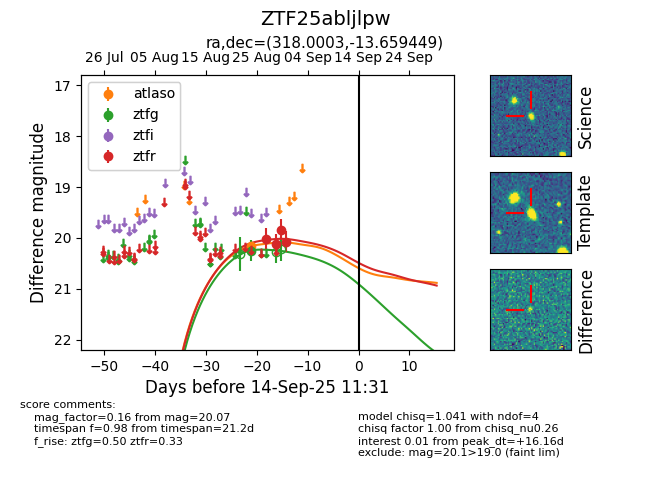 ZTF25abljlpw
ra,dec=(318.0003,-13.659449)
26 Jul 05 Aug 15 Aug 25 Aug 04 Sep 14 Sep 24 Sep
17
18
19
20
21
22
Difference magnitude
atlaso
ztfg
ztfi
ztfr
−50 −40 −30 −20 −10 0 10
Days before 14-Sep-25 11:31
Science
Template
Difference
score comments:
mag_factor=0.16 from mag=20.07
timespan f=0.98 from timespan=21.2d
f_rise: ztfg=0.50 ztfr=0.33
model chisq=1.041 with ndof=4
chisq factor 1.00 from chisq_nu0.26
interest 0.01 from peak_dt=+16.16d
exclude: mag=20.1>19.0 (faint lim)